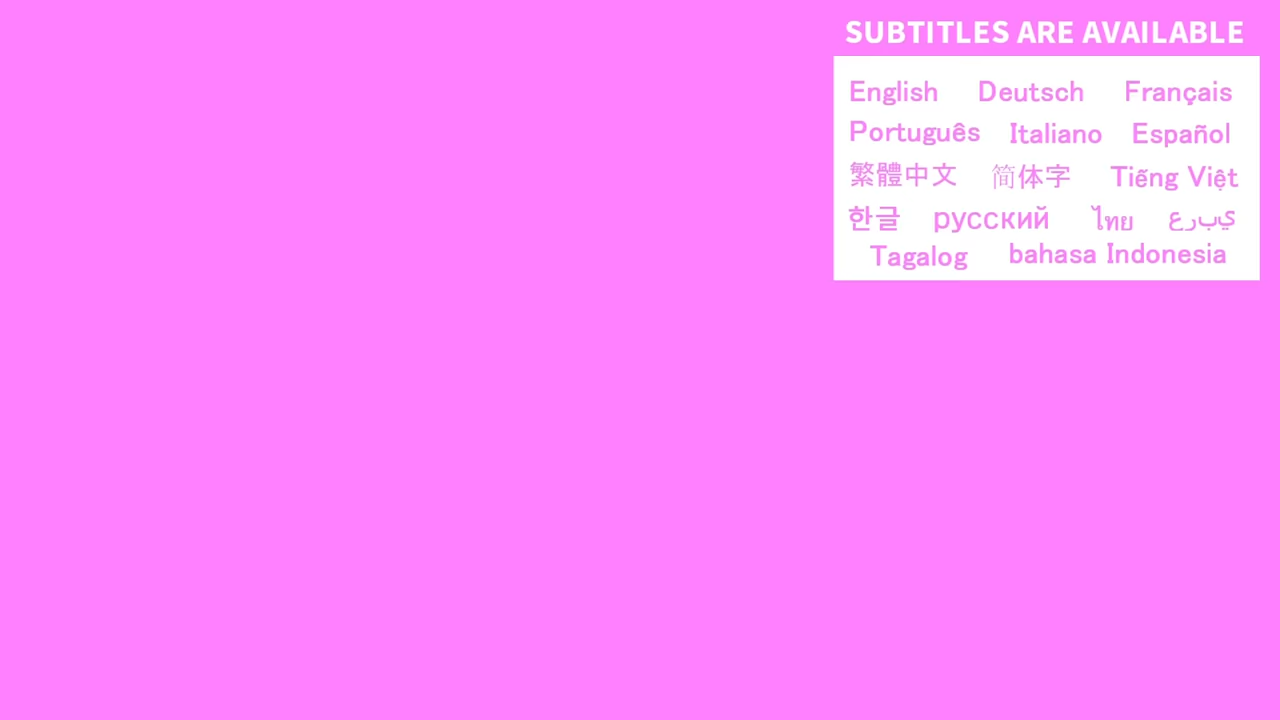 SUBTITLES ARE AVAILABLE
English Deutsch Français
Português Italiano Español
繁體中文 简体字 Tiếng Việt
한글 русский ไทย ﻱﺑﺭﻉ
Tagalog bahasa Indonesia